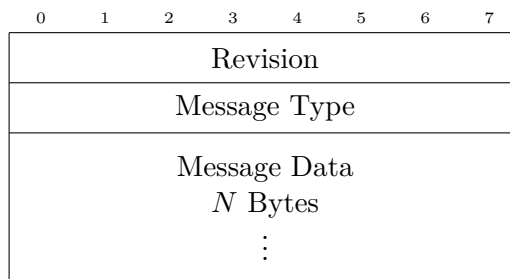 0 1 2 3 4 5 6 7
Revision
Message Type
Message Data
N Bytes
⋮